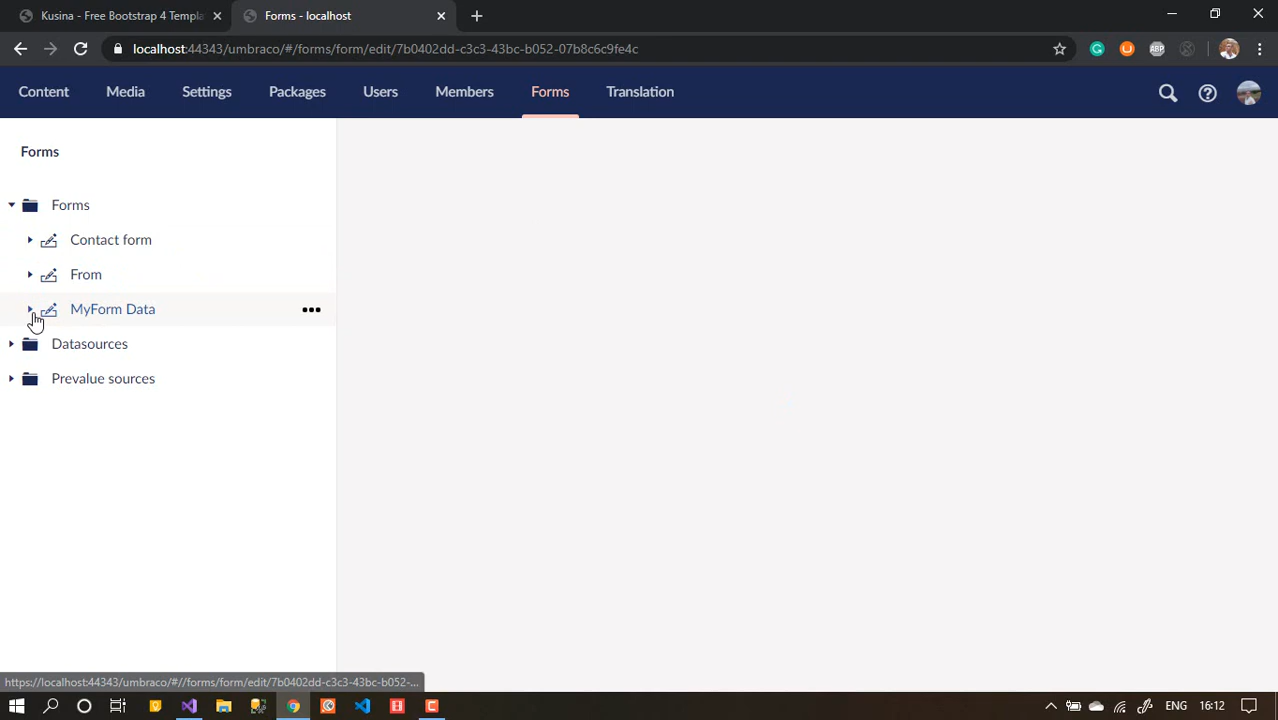 Kusina - Free Bootstrap 4 Templa
Forms - localhost
localhost:44343/umbraco/#/forms/form/edit/7b0402dd-c3c3-43bc-b052-07b8c6c9fe4c
ABP
Content
Media
Settings
Packages
Users
Members
Forms
Translation
Forms
Forms
Contact form
From
MyForm Data
Datasources
Prevalue sources
https://localhost:44343/umbraco/#//forms/form/edit/7b0402dd-c3c3-43bc-b052-...
ENG
16:12